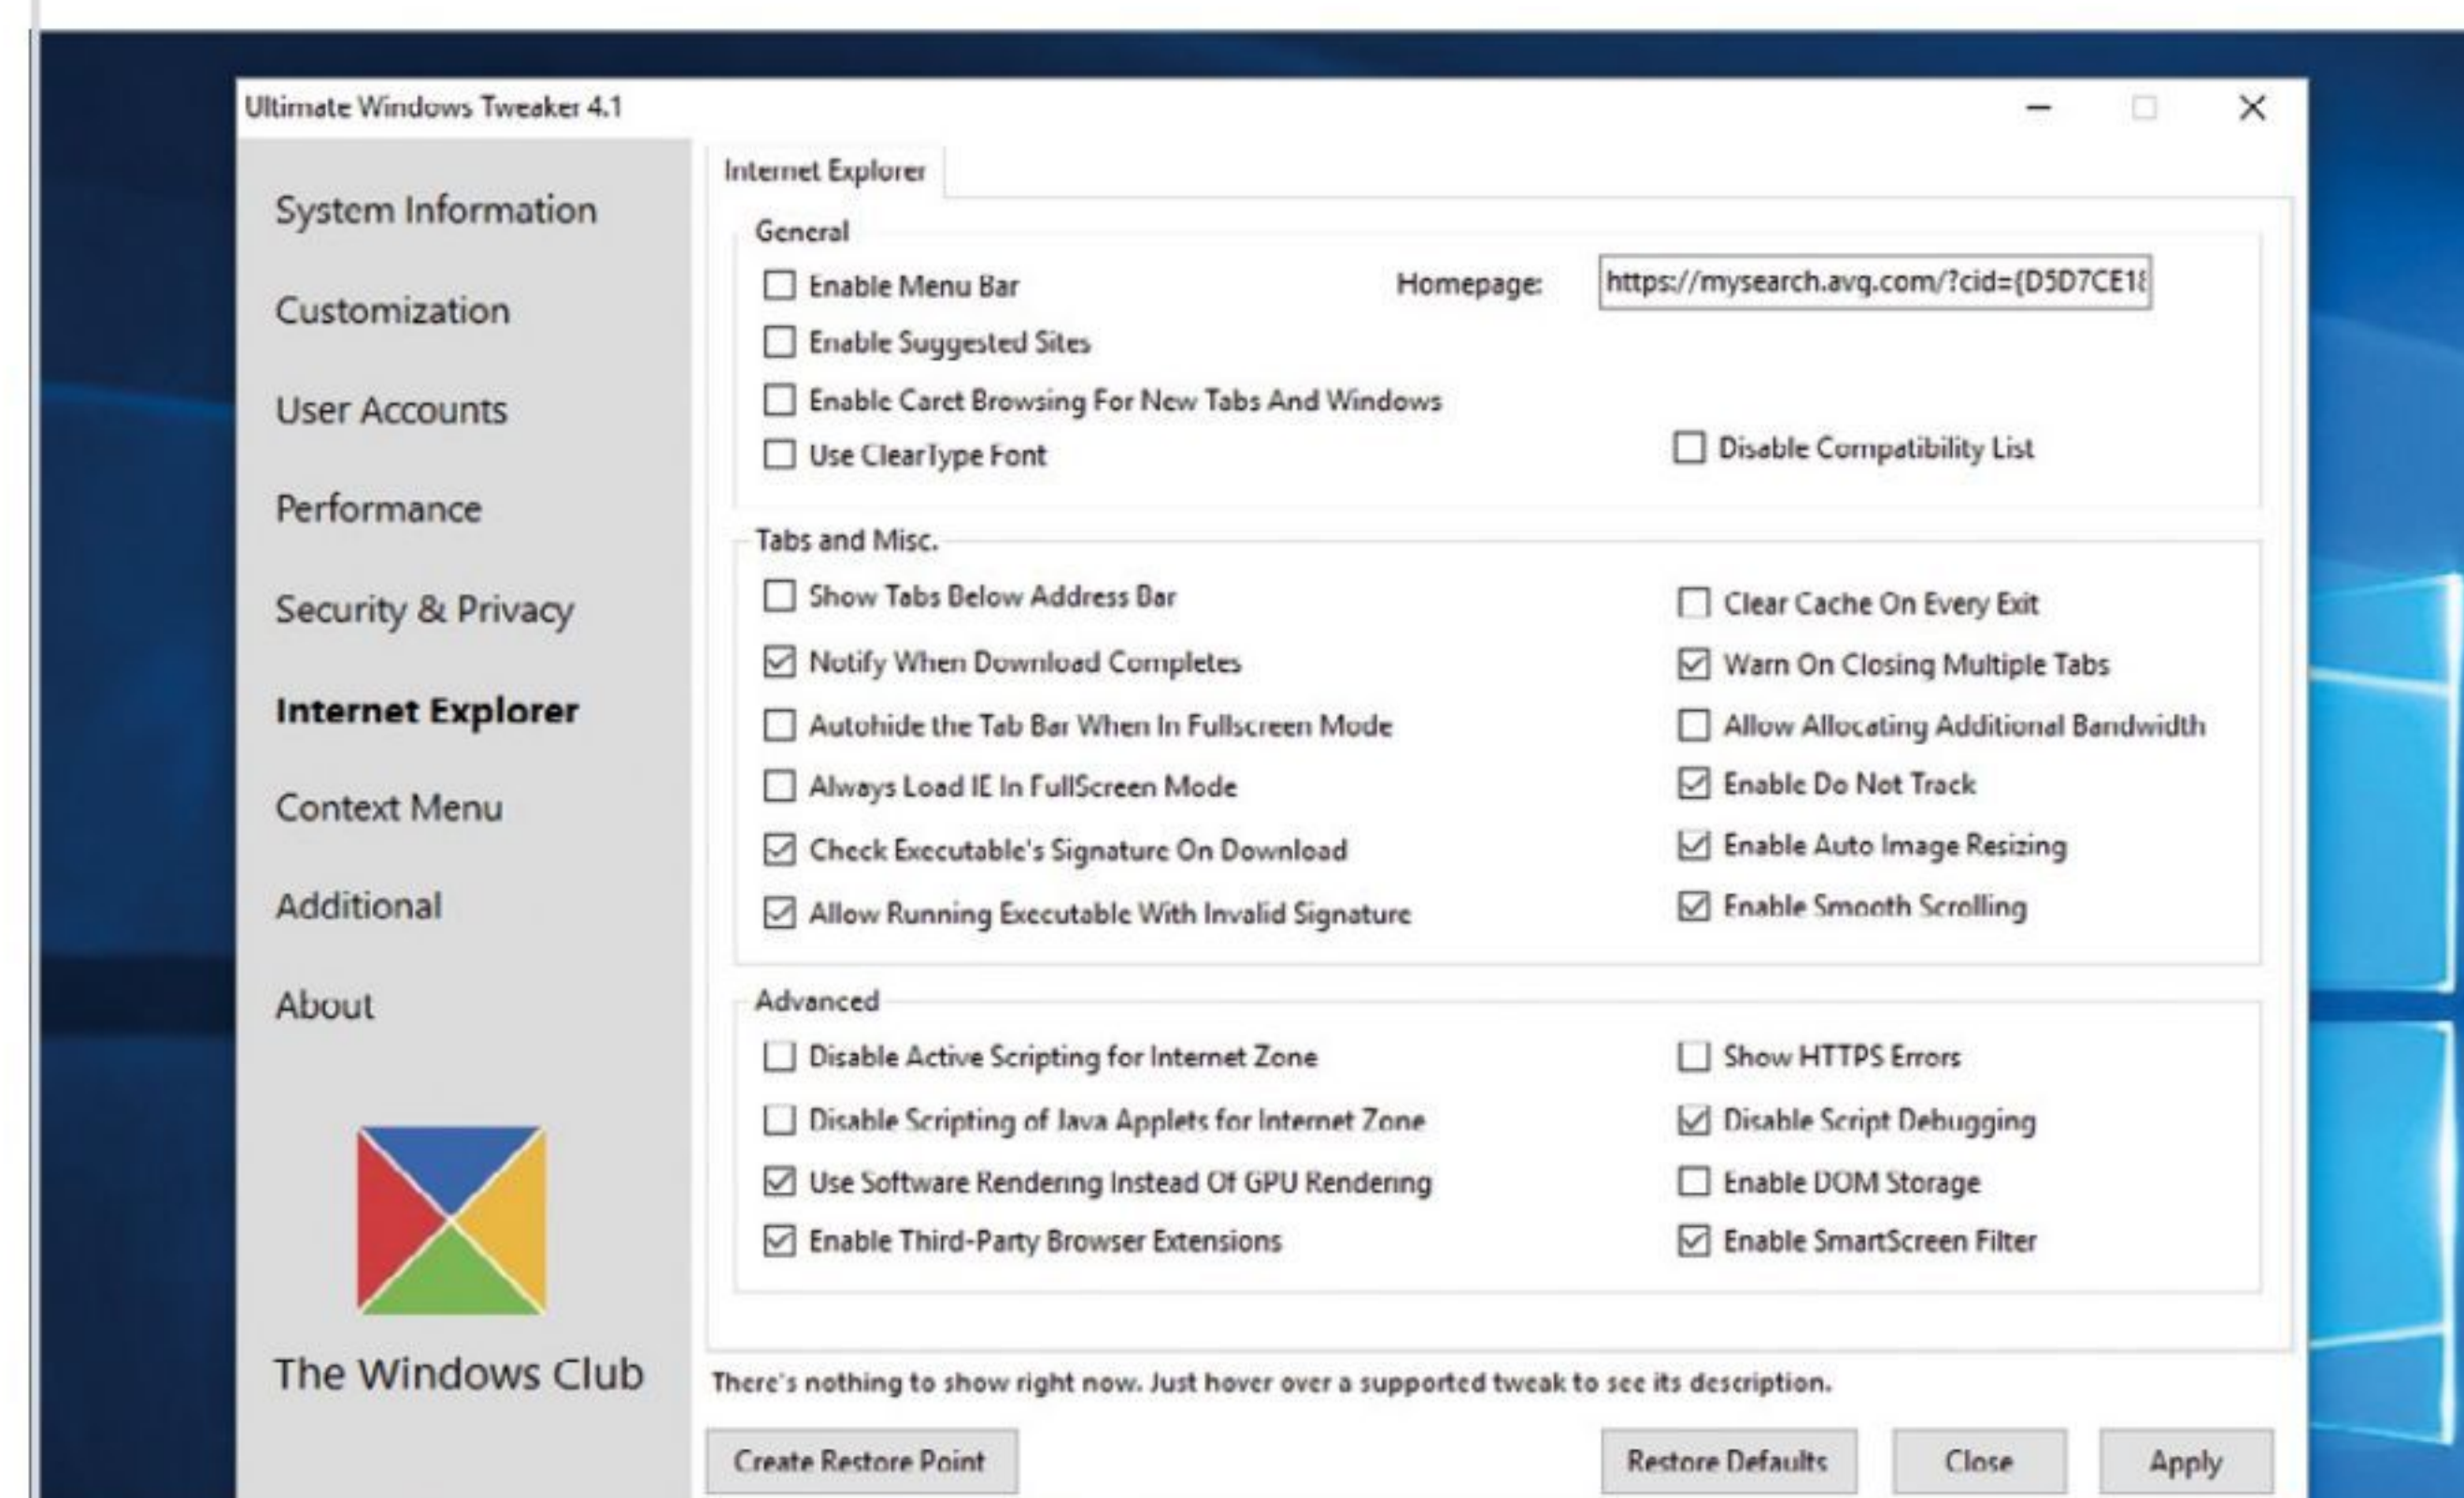 Ultimate Windows Tweaker 4.1
System Information
Customization
User Accounts
Performance
Security & Privacy
Internet Explorer
Context Menu
Additional
About
The Windows Club
Internet Explorer
General
Enable Menu Bar
Homepage: https://mysearch.avg.com/?cid={D5D7CE18
Enable Suggested Sites
Enable Caret Browsing For New Tabs And Windows
Use ClearType Font
Disable Compatibility List
Tabs and Misc.
Show Tabs Below Address Bar
Clear Cache On Every Exit
Notify When Download Completes
Warn On Closing Multiple Tabs
Autohide the Tab Bar When In Fullscreen Mode
Allow Allocating Additional Bandwidth
Always Load IE In FullScreen Mode
Enable Do Not Track
Check Executable's Signature On Download
Enable Auto Image Resizing
Allow Running Executable With Invalid Signature
Enable Smooth Scrolling
Advanced
Disable Active Scripting for Internet Zone
Show HTTPS Errors
Disable Scripting of Java Applets for Internet Zone
Disable Script Debugging
Use Software Rendering Instead Of GPU Rendering
Enable DOM Storage
Enable Third-Party Browser Extensions
Enable SmartScreen Filter
There's nothing to show right now. Just hover over a supported tweak to see its description.
Create Restore Point
Restore Defaults
Close
Apply